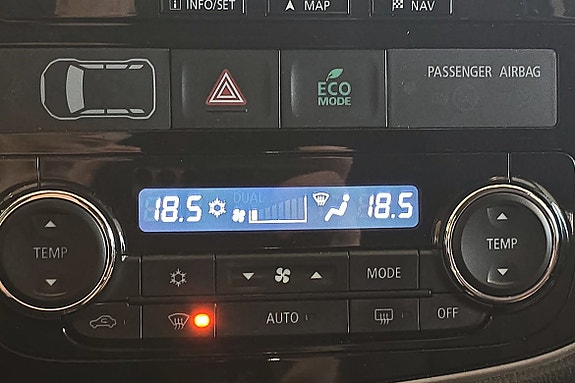 INFO/SET MAP NAV
ECO
MODE
PASSENGER AIRBAG
18.5 DUAL 18.5
TEMP
TEMP
MODE
AUTO
OFF